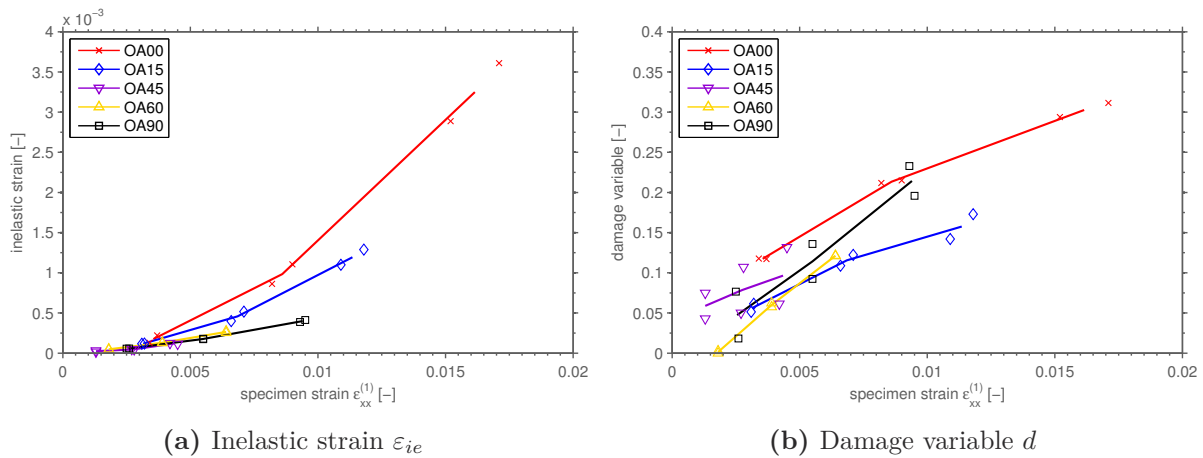 x 10⁻³
4
3.5
3
2.5
2
1.5
1
0.5
0
inelastic strain [−]
OA00
OA15
OA45
OA60
OA90
0 0.005 0.01 0.015 0.02
specimen strain ε_xx^(1) [−]
(a) Inelastic strain ε_ie
0.4
0.35
0.3
0.25
0.2
0.15
0.1
0.05
0
damage variable [−]
OA00
OA15
OA45
OA60
OA90
0 0.005 0.01 0.015 0.02
specimen strain ε_xx^(1) [−]
(b) Damage variable d